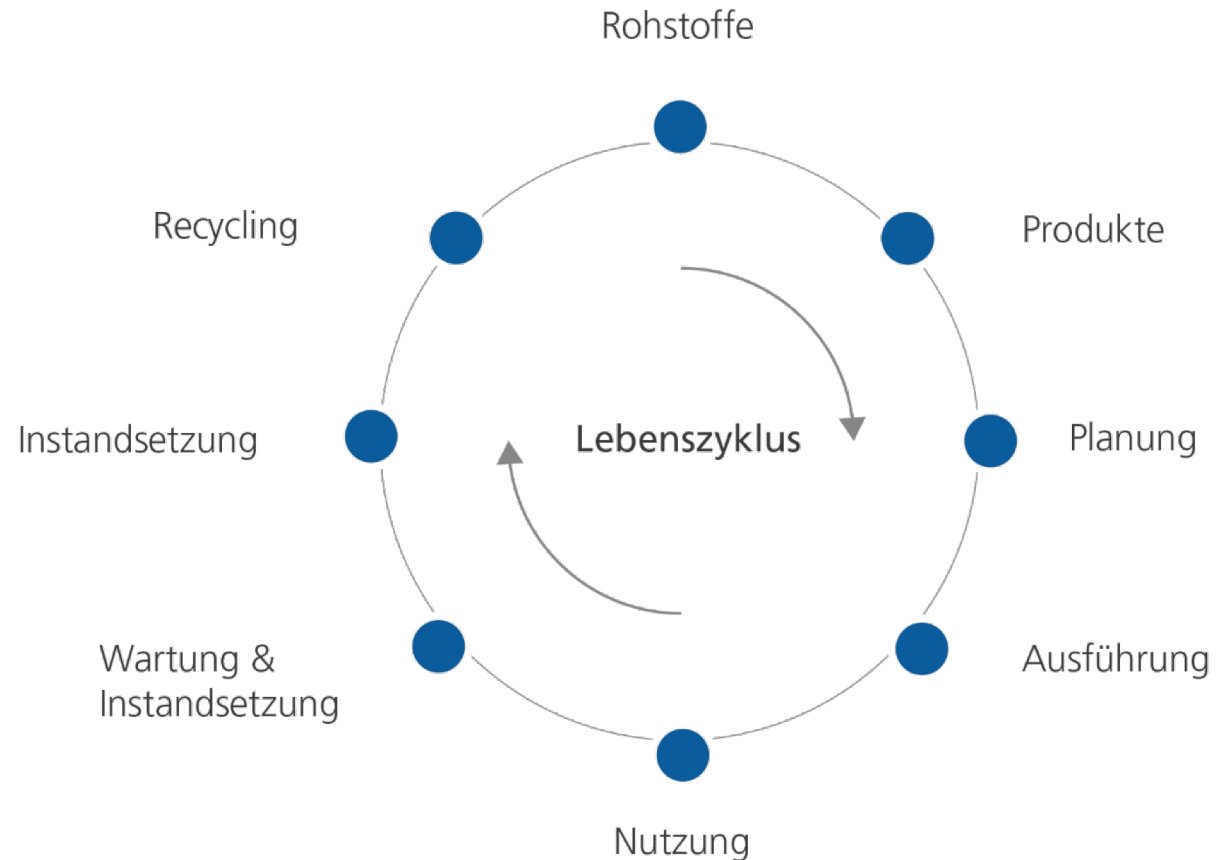 Rohstoffe
Recycling
Produkte
Instandsetzung
Lebenszyklus
Planung
Wartung &
Instandsetzung
Ausführung
Nutzung